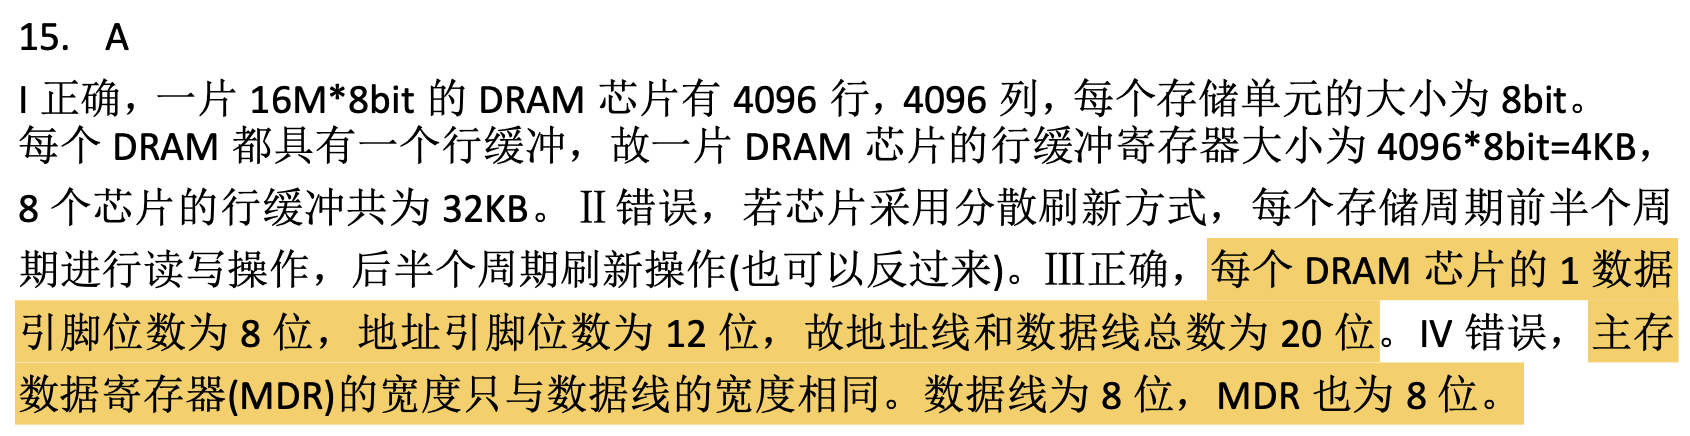 15. A
I 正确，一片 16M*8bit 的 DRAM 芯片有 4096 行，4096 列，每个存储单元的大小为 8bit。
每个 DRAM 都具有一个行缓冲，故一片 DRAM 芯片的行缓冲寄存器大小为 4096*8bit=4KB，
8 个芯片的行缓冲共为 32KB。Ⅱ 错误，若芯片采用分散刷新方式，每个存储周期前半个周
期进行读写操作，后半个周期刷新操作(也可以反过来)。Ⅲ正确，每个 DRAM 芯片的 1 数据
引脚位数为 8 位，地址引脚位数为 12 位，故地址线和数据线总数为 20 位。IV 错误，主存
数据寄存器(MDR)的宽度只与数据线的宽度相同。数据线为 8 位，MDR 也为 8 位。